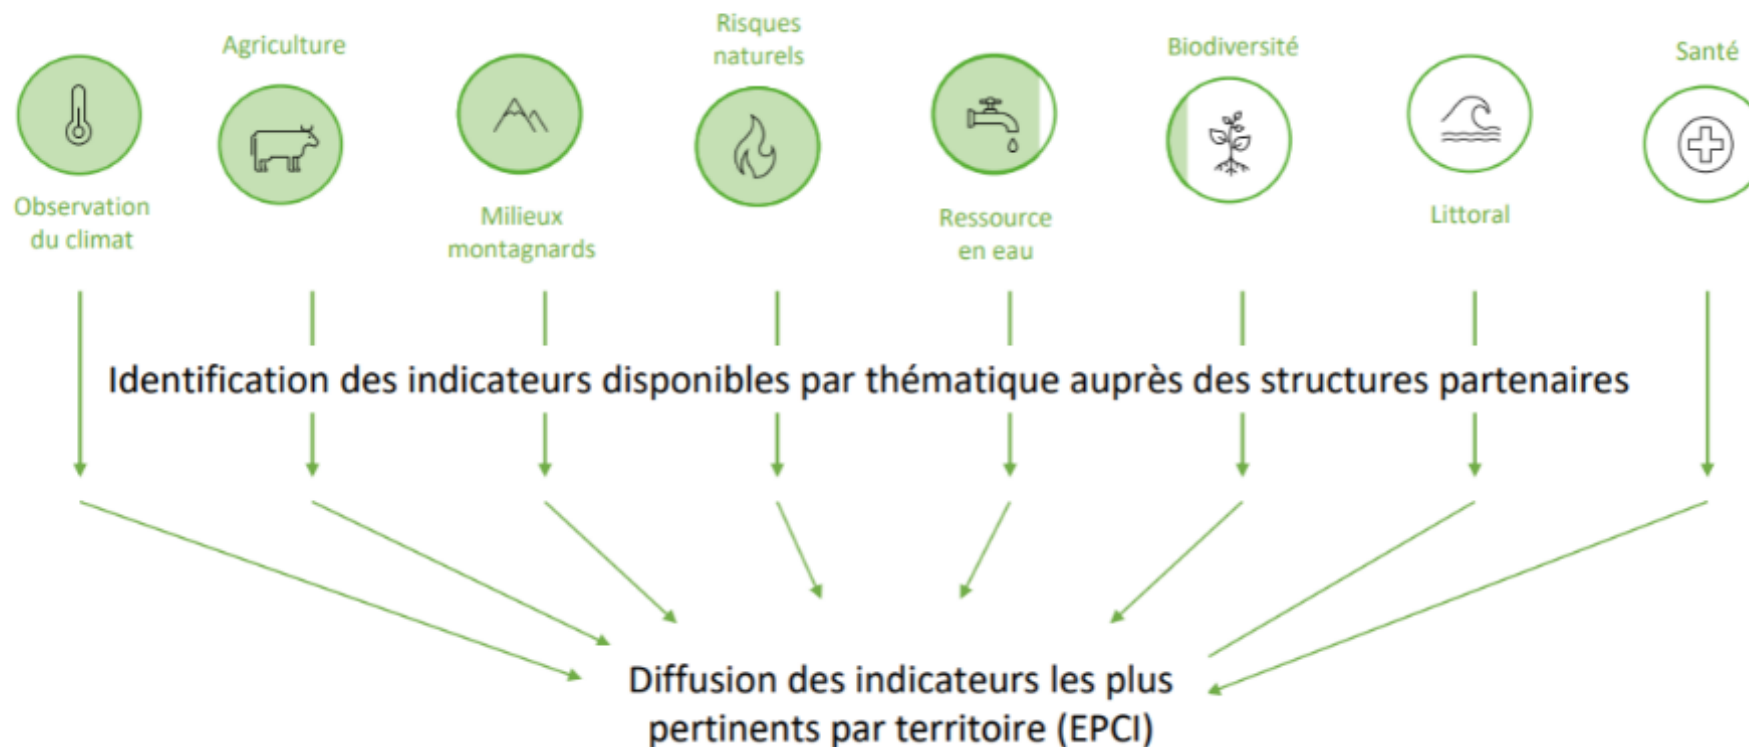 Observation
du climat
Agriculture
Milieux
montagnards
Risques
naturels
Ressource
en eau
Biodiversité
Littoral
Santé
Identification des indicateurs disponibles par thématique auprès des structures partenaires
Diffusion des indicateurs les plus
pertinents par territoire (EPCI)